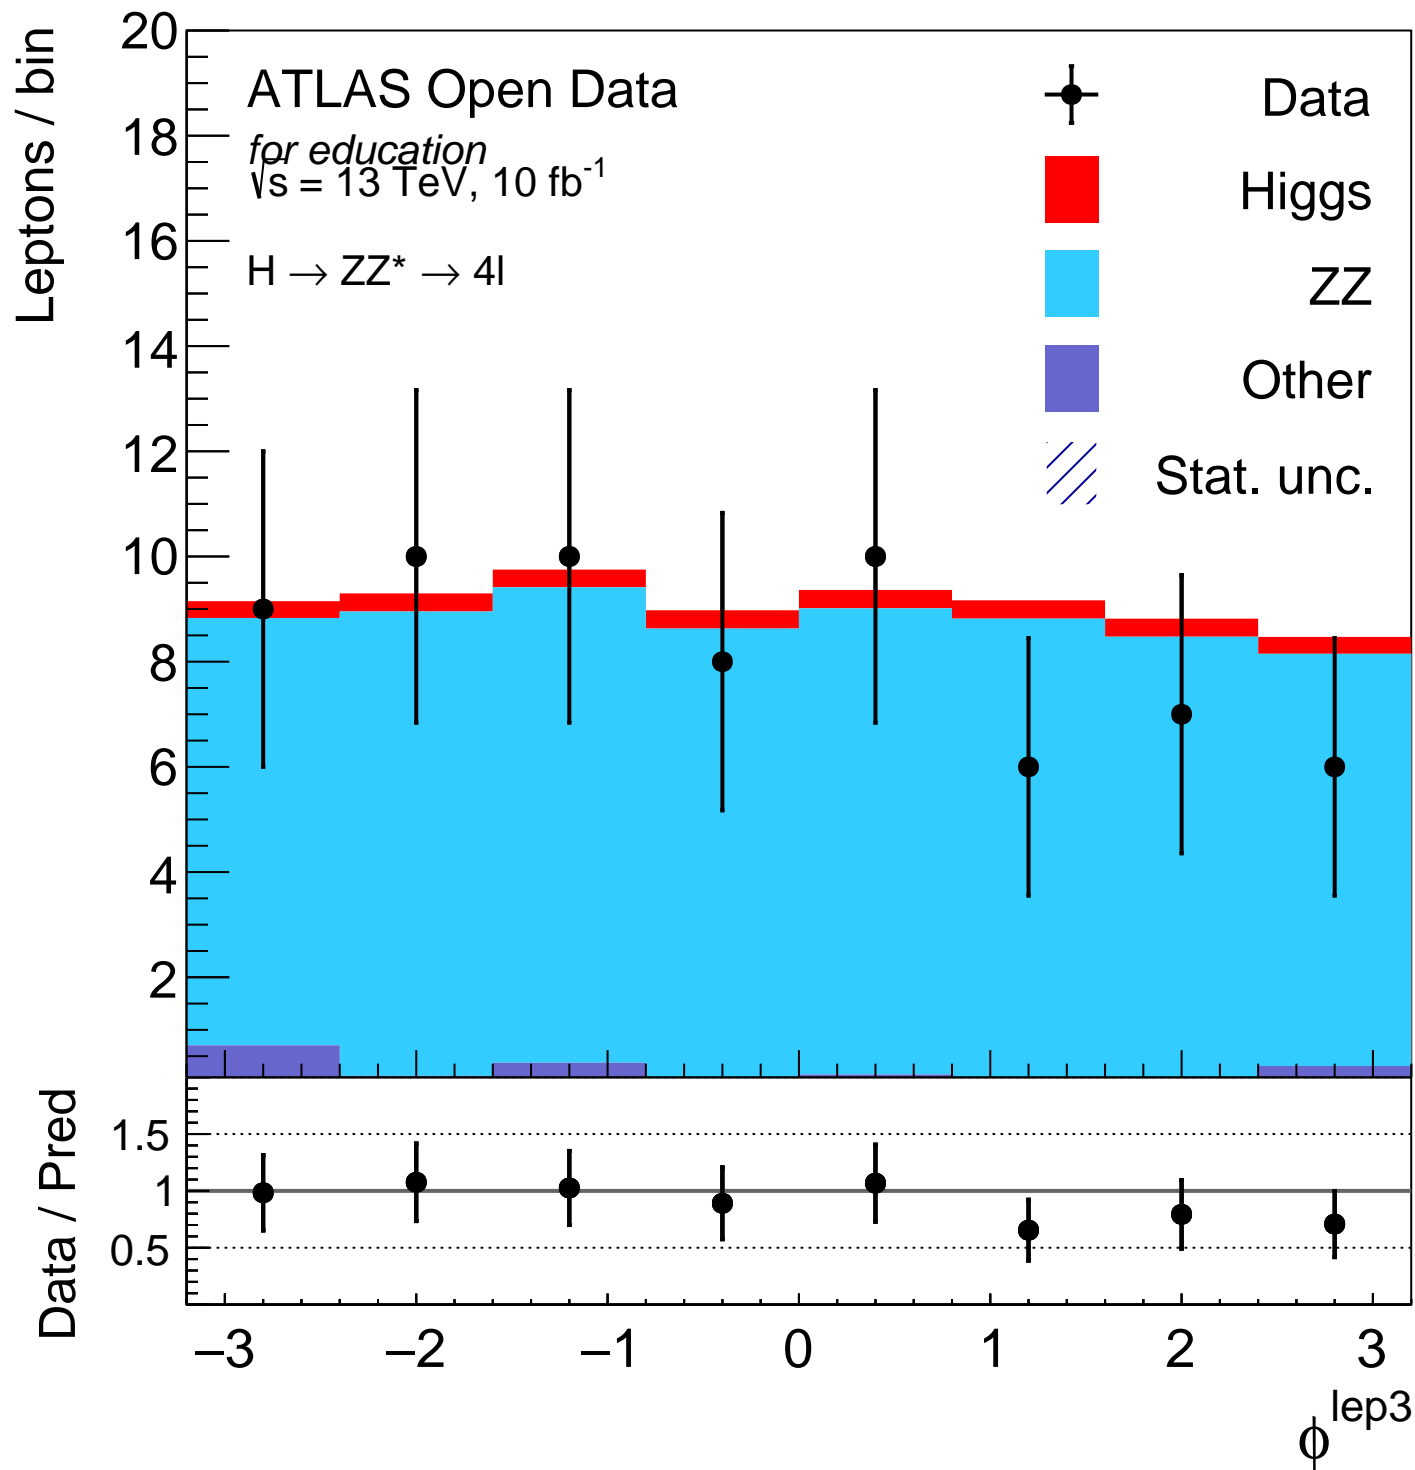 Leptons / bin
20
18
16
14
12
10
8
6
4
2
ATLAS Open Data
for education
√s = 13 TeV, 10 fb⁻¹
H → ZZ* → 4l
Data
Higgs
ZZ
Other
Stat. unc.
Data / Pred
1.5
1
0.5
−3 −2 −1 0 1 2 3
ϕ^lep3